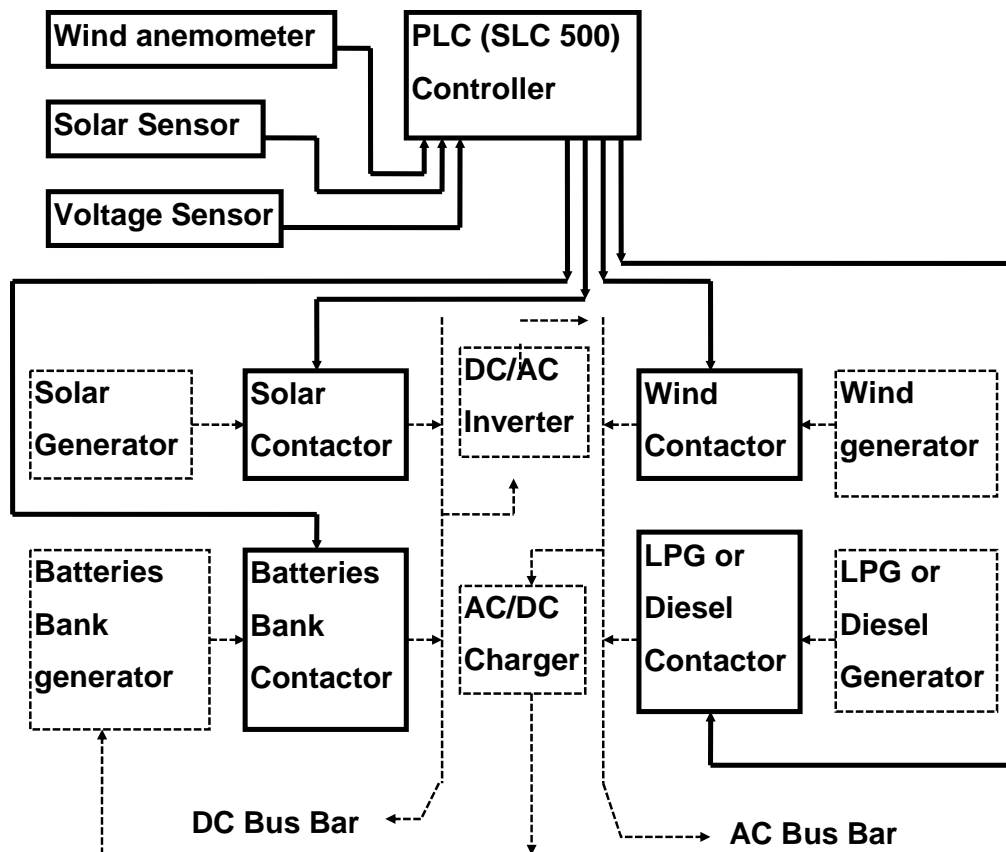 Wind anemometer
PLC (SLC 500)
Controller
Solar Sensor
Voltage Sensor
Solar
Generator
Solar
Contactor
DC/AC
Inverter
Wind
Contactor
Wind
generator
Batteries
Bank
generator
Batteries
Bank
Contactor
AC/DC
Charger
LPG or
Diesel
Contactor
LPG or
Diesel
Generator
DC Bus Bar
AC Bus Bar